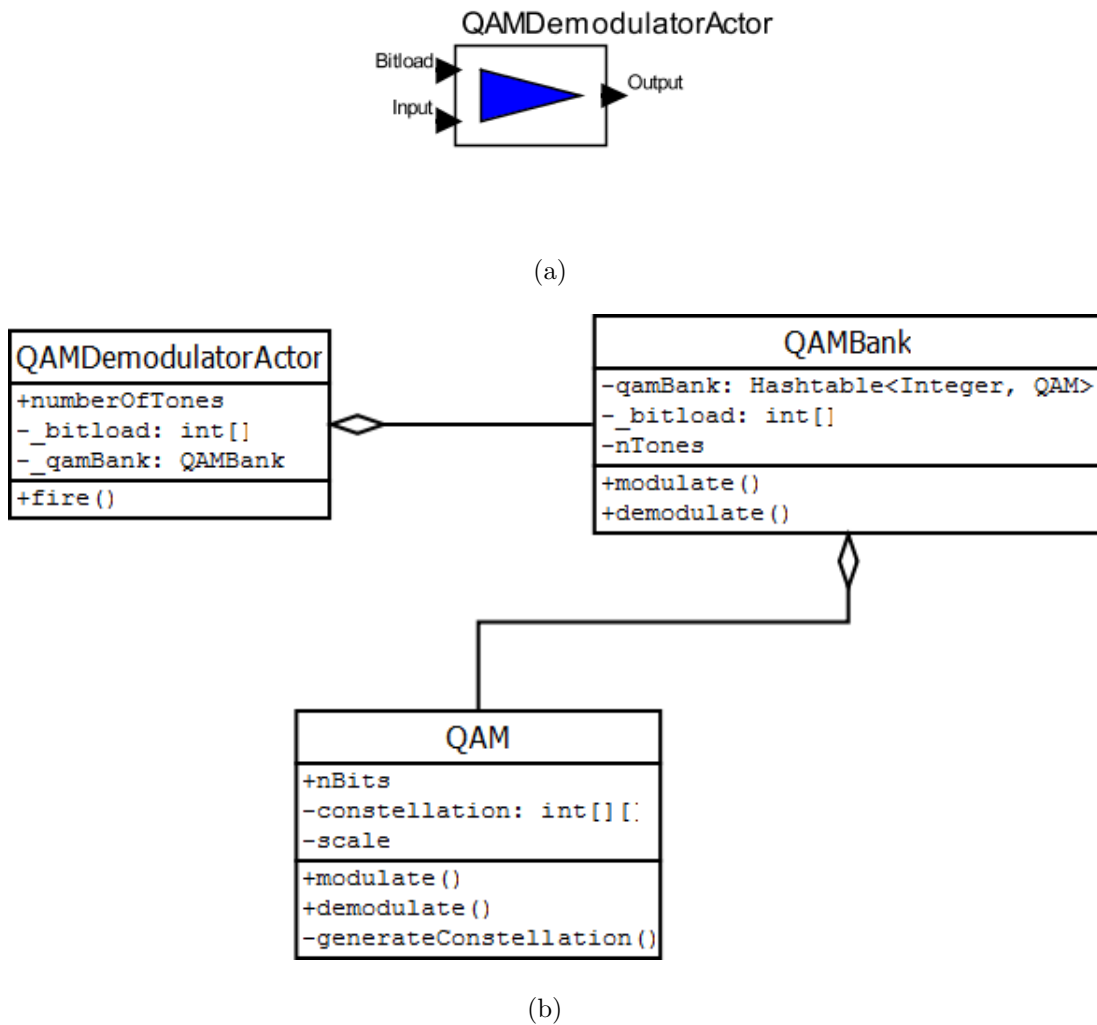 QAMDemodulatorActor
Bitload
Input
Output
(a)
QAMDemodulatorActor
+numberOfTones
-_bitload: int[]
-_qamBank: QAMBank
+fire()
QAMBank
-qamBank: Hashtable<Integer, QAM>
-_bitload: int[]
-nTones
+modulate()
+demodulate()
QAM
+nBits
-constellation: int[][]
-scale
+modulate()
+demodulate()
-generateConstellation()
(b)